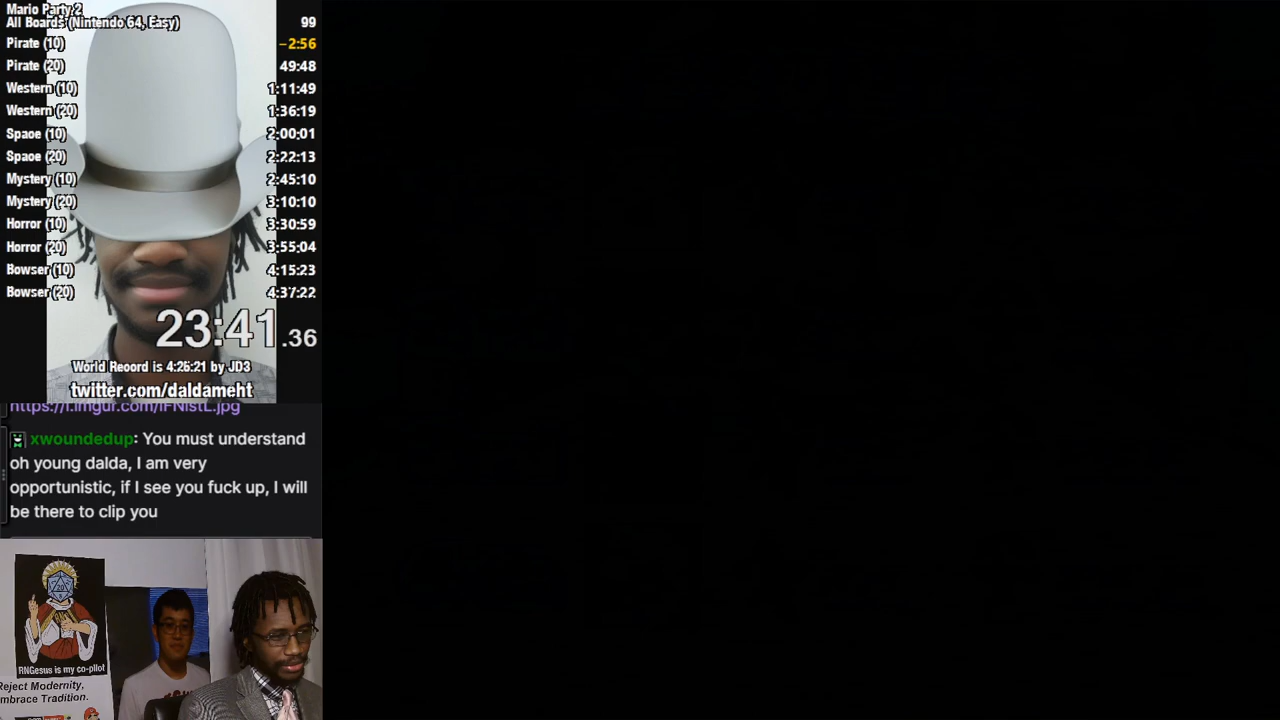 Mario Party 2
All Boards (Nintendo 64, Easy) 99
Pirate (10) −2:56
Pirate (20) 49:48
Western (10) 1:11:49
Western (20) 1:36:19
Space (10) 2:00:01
Space (20) 2:22:13
Mystery (10) 2:45:10
Mystery (20) 3:10:10
Horror (10) 3:30:59
Horror (20) 3:55:04
Bowser (10) 4:15:23
Bowser (20) 4:37:22
23:41.36
World Record is 4:26:21 by JD3
twitter.com/daldameht
xwoundedup: You must understand
oh young dalda, I am very
opportunistic, if I see you fuck up, I will
be there to clip you
20
RNGesus is my co-pilot
Reject Modernity,
Embrace Tradition.